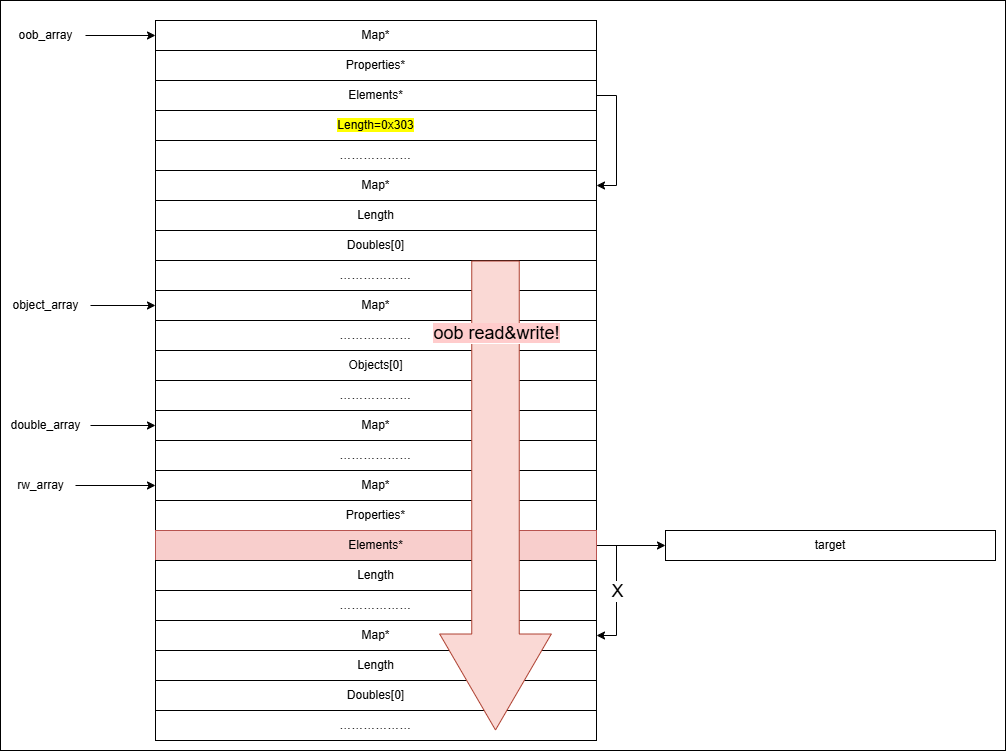 oob_array
Map*
Properties*
Elements*
Length=0x303
………………
Map*
Length
Doubles[0]
………………
object_array
Map*
………………
oob read&write!
Objects[0]
………………
double_array
Map*
………………
rw_array
Map*
Properties*
Elements*
target
Length
X
………………
Map*
Length
Doubles[0]
………………